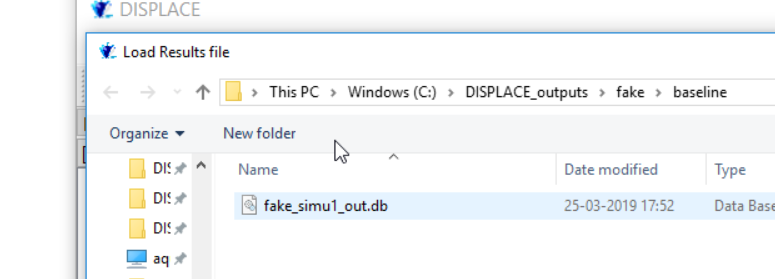 DISPLACE
Load Results file
This PC > Windows (C:) > DISPLACE_outputs > fake > baseline
Organize New folder
Name Date modified Type
fake_simu1_out.db 25-03-2019 17:52 Data Base
DIS
DIS
DIS
aq